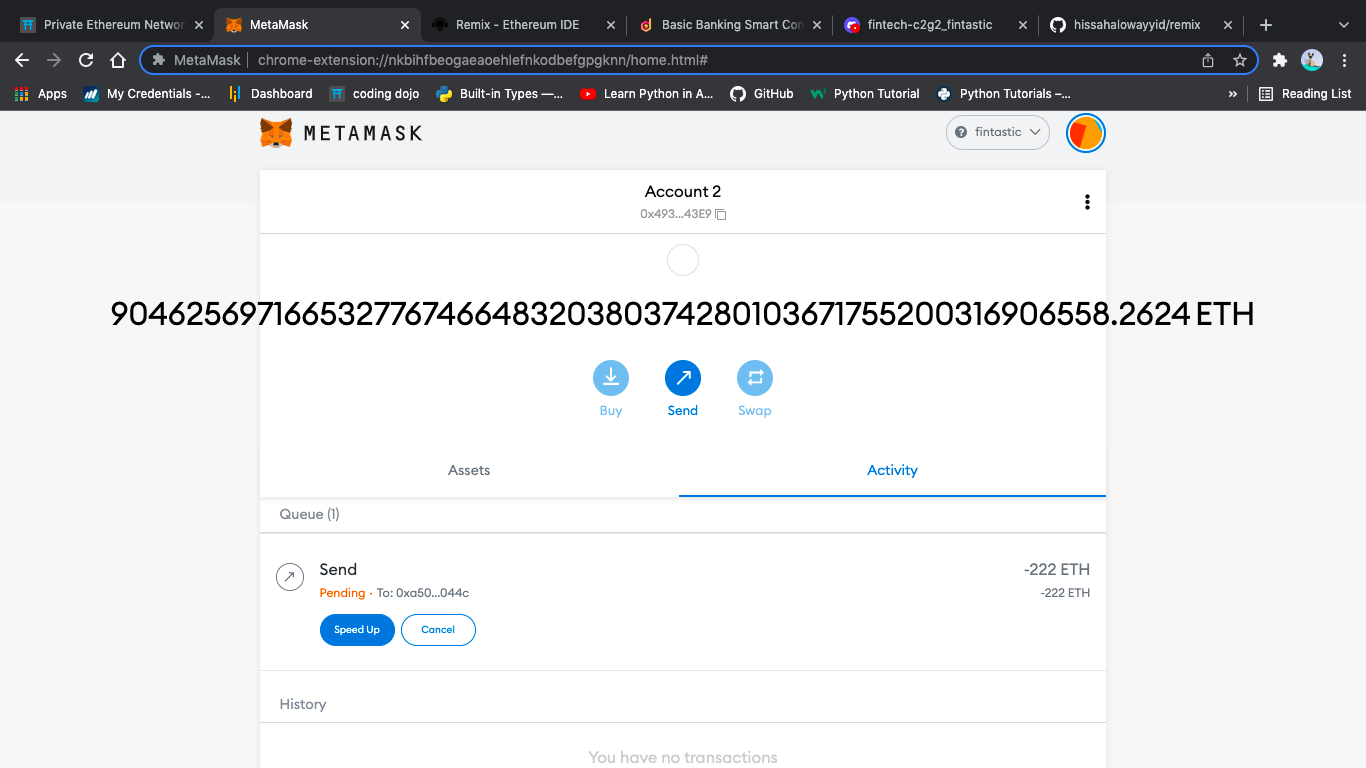 Private Ethereum Networ
MetaMask
Remix - Ethereum IDE
Basic Banking Smart Con
fintech-c2g2_fintastic
hissahalowayyid/remix
MetaMask
chrome-extension://nkbihfbeogaeaoehlefnkodbefgpgknn/home.html#
Apps
My Credentials -...
Dashboard
coding dojo
Built-in Types —...
Learn Python in A...
GitHub
Python Tutorial
Python Tutorials –...
»
Reading List
METAMASK
fintastic
Account 2
0x493...43E9
904625697166532776746648320380374280103671755200316906558.2624 ETH
Buy
Send
Swap
Assets
Activity
Queue (1)
Send
-222 ETH
Pending · To: 0xa50...044c
-222 ETH
Speed Up
Cancel
History
You have no transactions